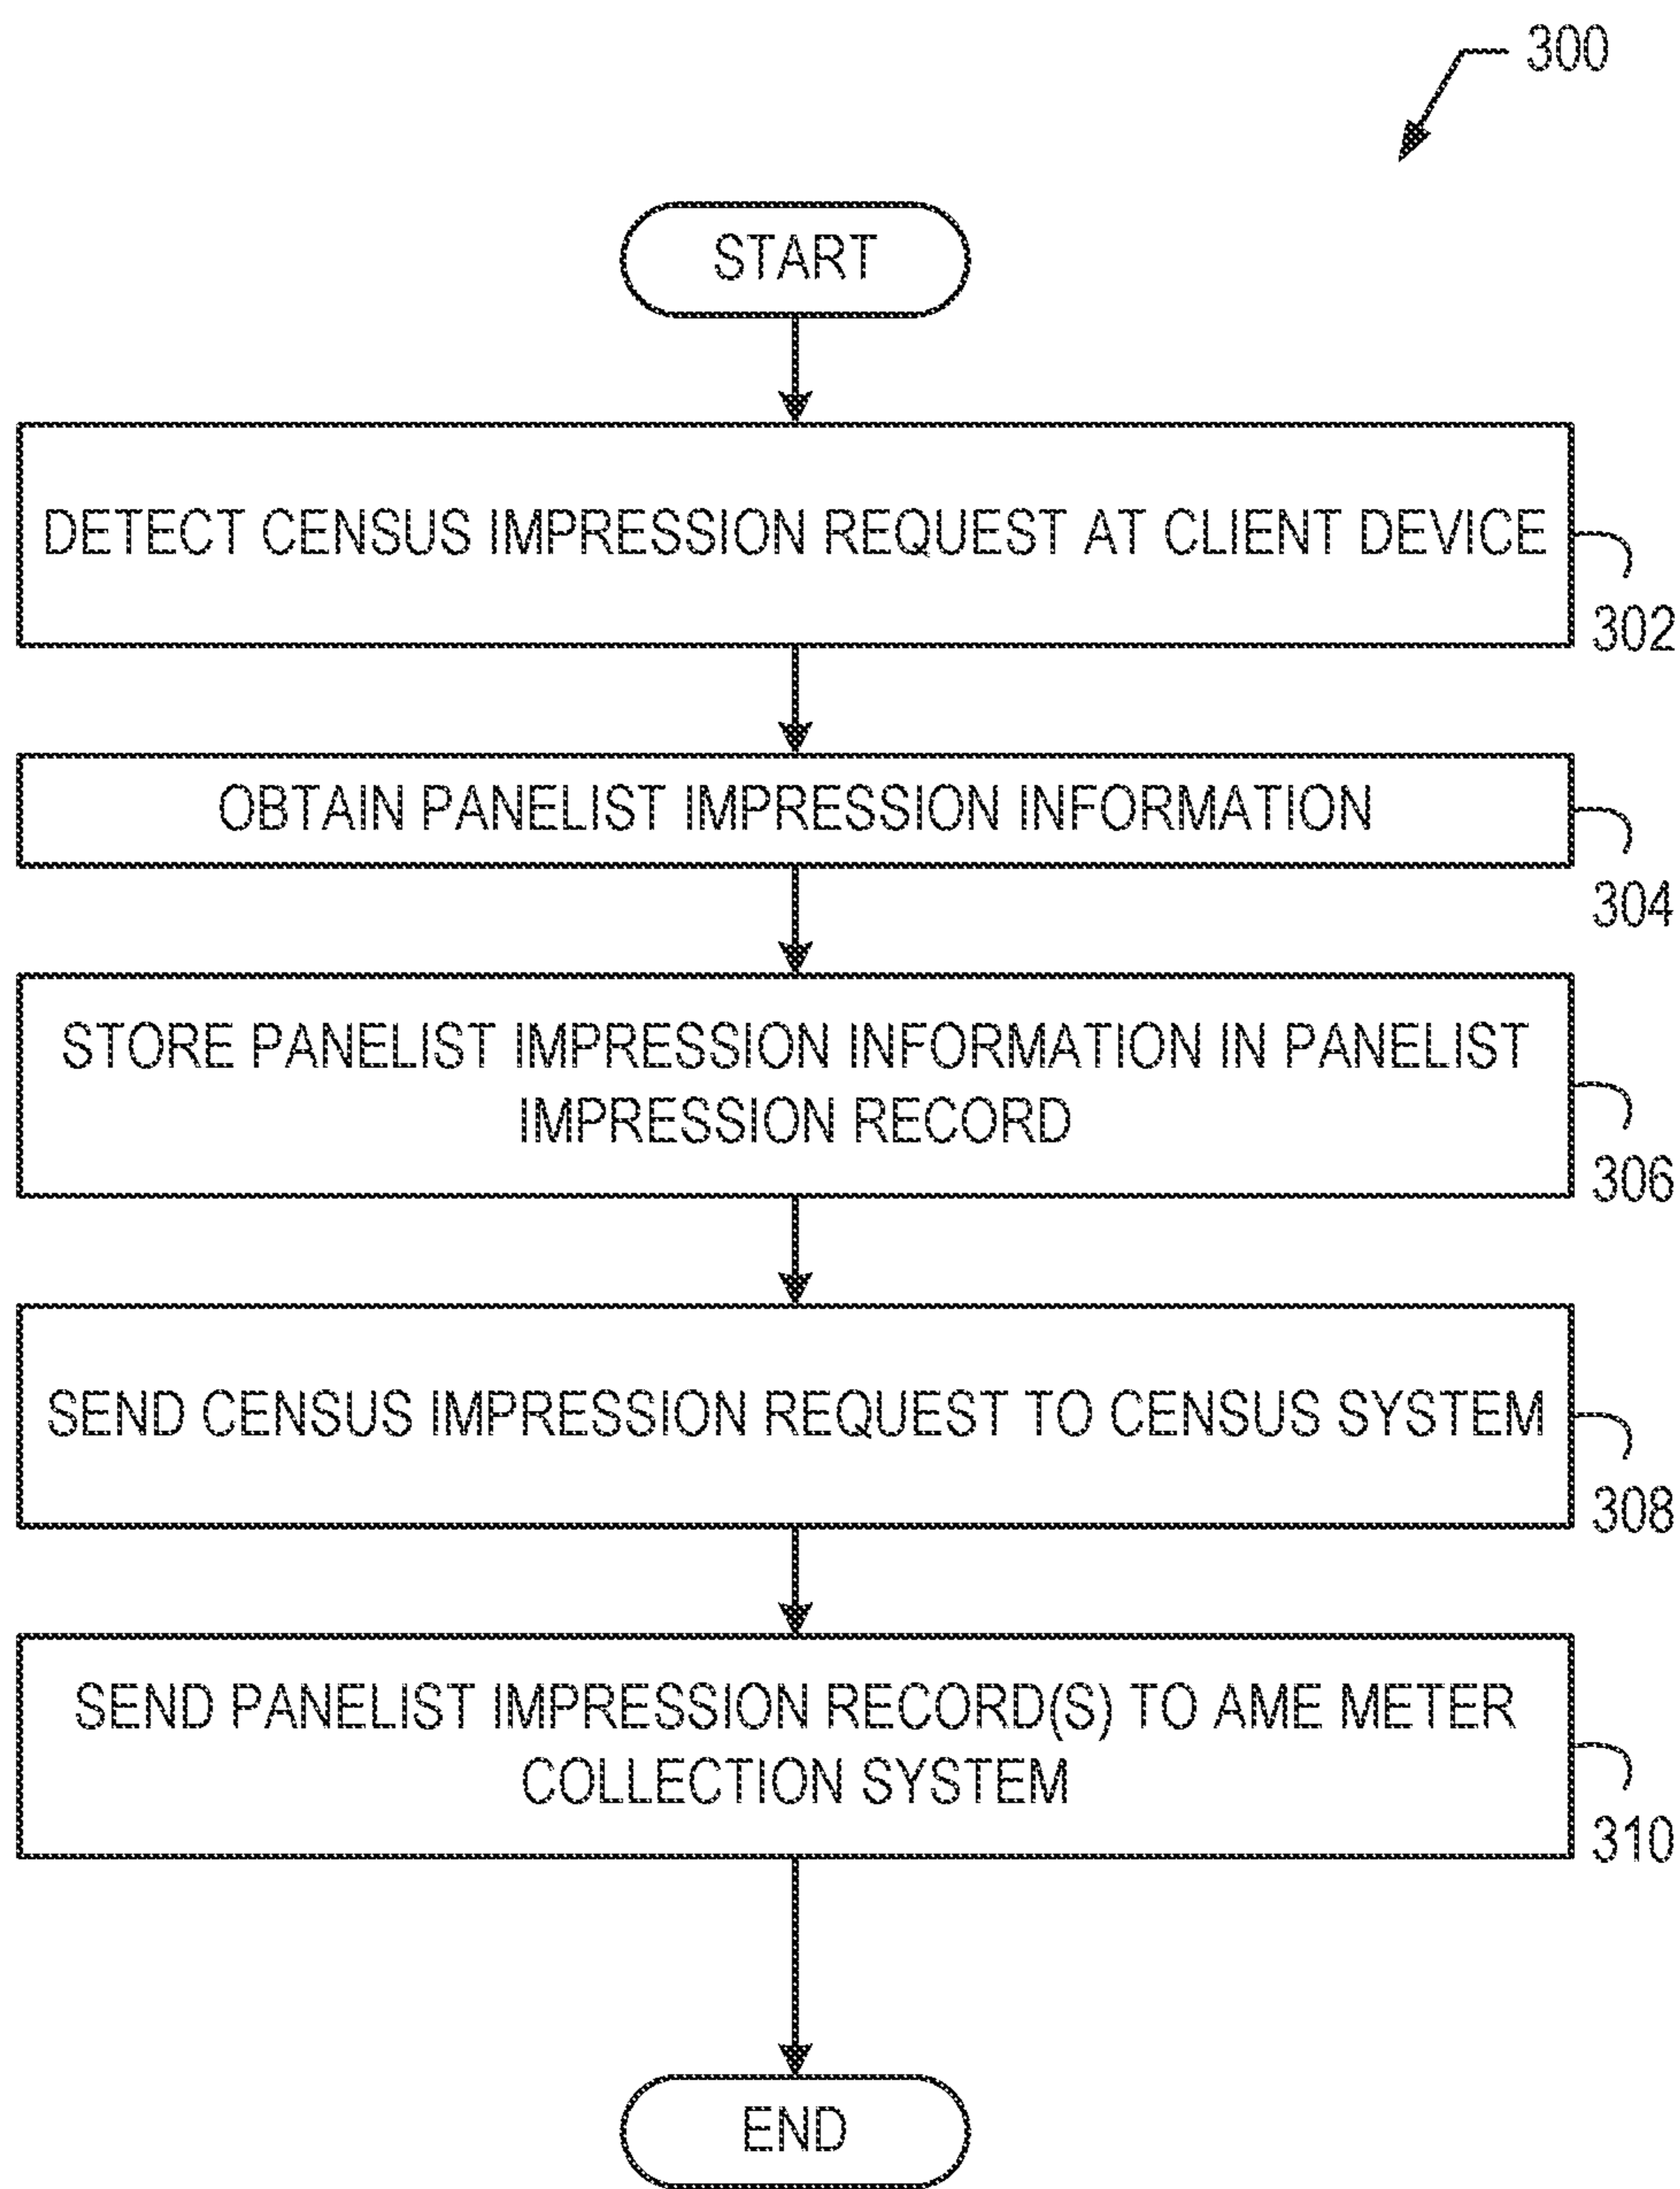 300
START
DETECT CENSUS IMPRESSION REQUEST AT CLIENT DEVICE
302
OBTAIN PANELIST IMPRESSION INFORMATION
304
STORE PANELIST IMPRESSION INFORMATION IN PANELIST
IMPRESSION RECORD
306
SEND CENSUS IMPRESSION REQUEST TO CENSUS SYSTEM
308
SEND PANELIST IMPRESSION RECORD(S) TO AME METER
COLLECTION SYSTEM
310
END